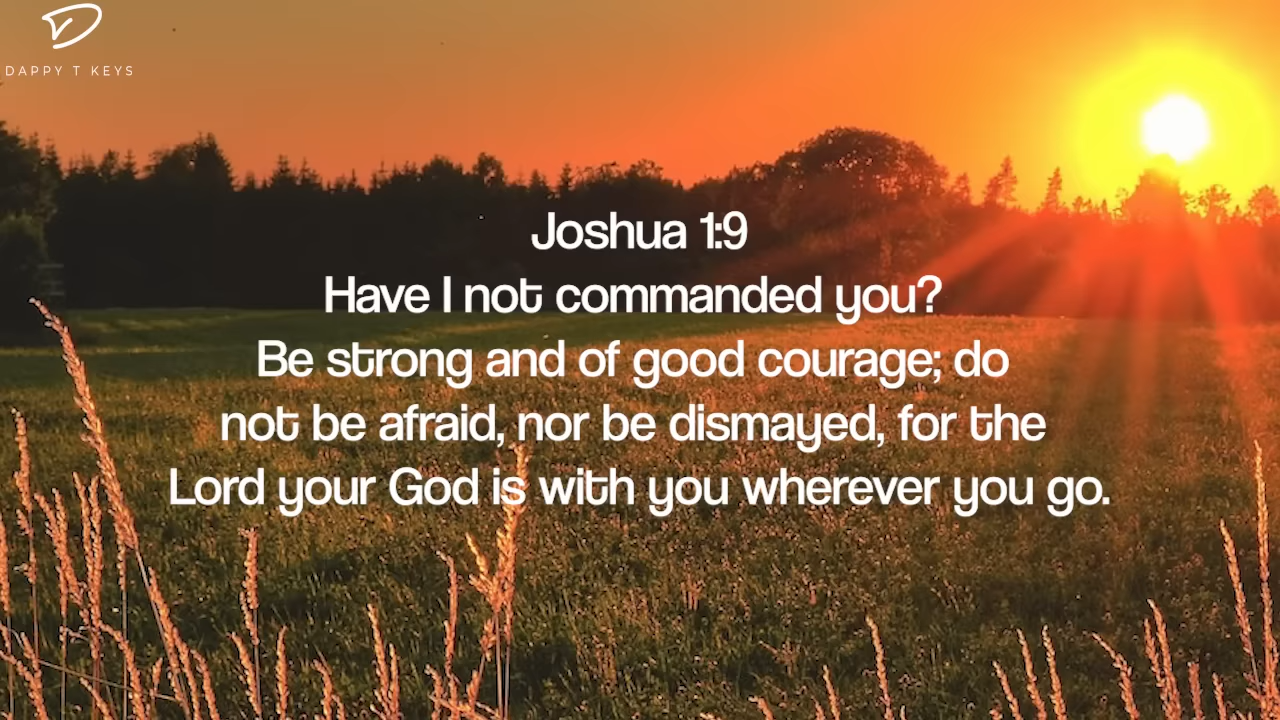 DAPPY T KEYS
Joshua 1:9
Have I not commanded you?
Be strong and of good courage; do
not be afraid, nor be dismayed, for the
Lord your God is with you wherever you go.